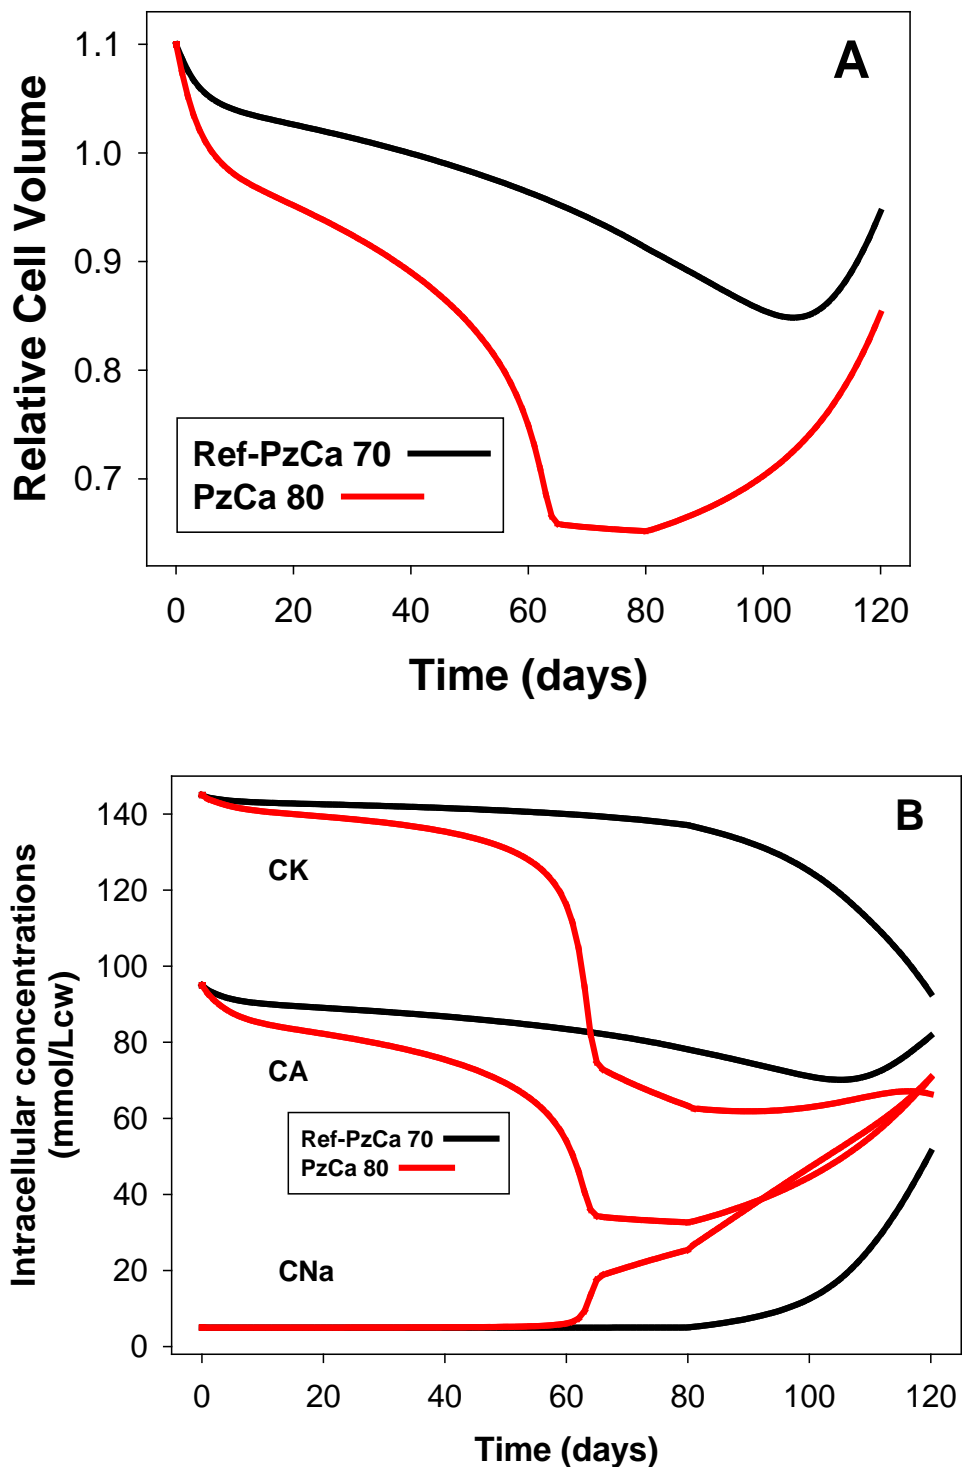 A
Relative Cell Volume
1.1
1.0
0.9
0.8
0.7
Ref-PzCa 70
PzCa 80
0 20 40 60 80 100 120
Time (days)
B
Intracellular concentrations
(mmol/Lcw)
140
120
100
80
60
40
20
0
CK
CA
Ref-PzCa 70
PzCa 80
CNa
0 20 40 60 80 100 120
Time (days)